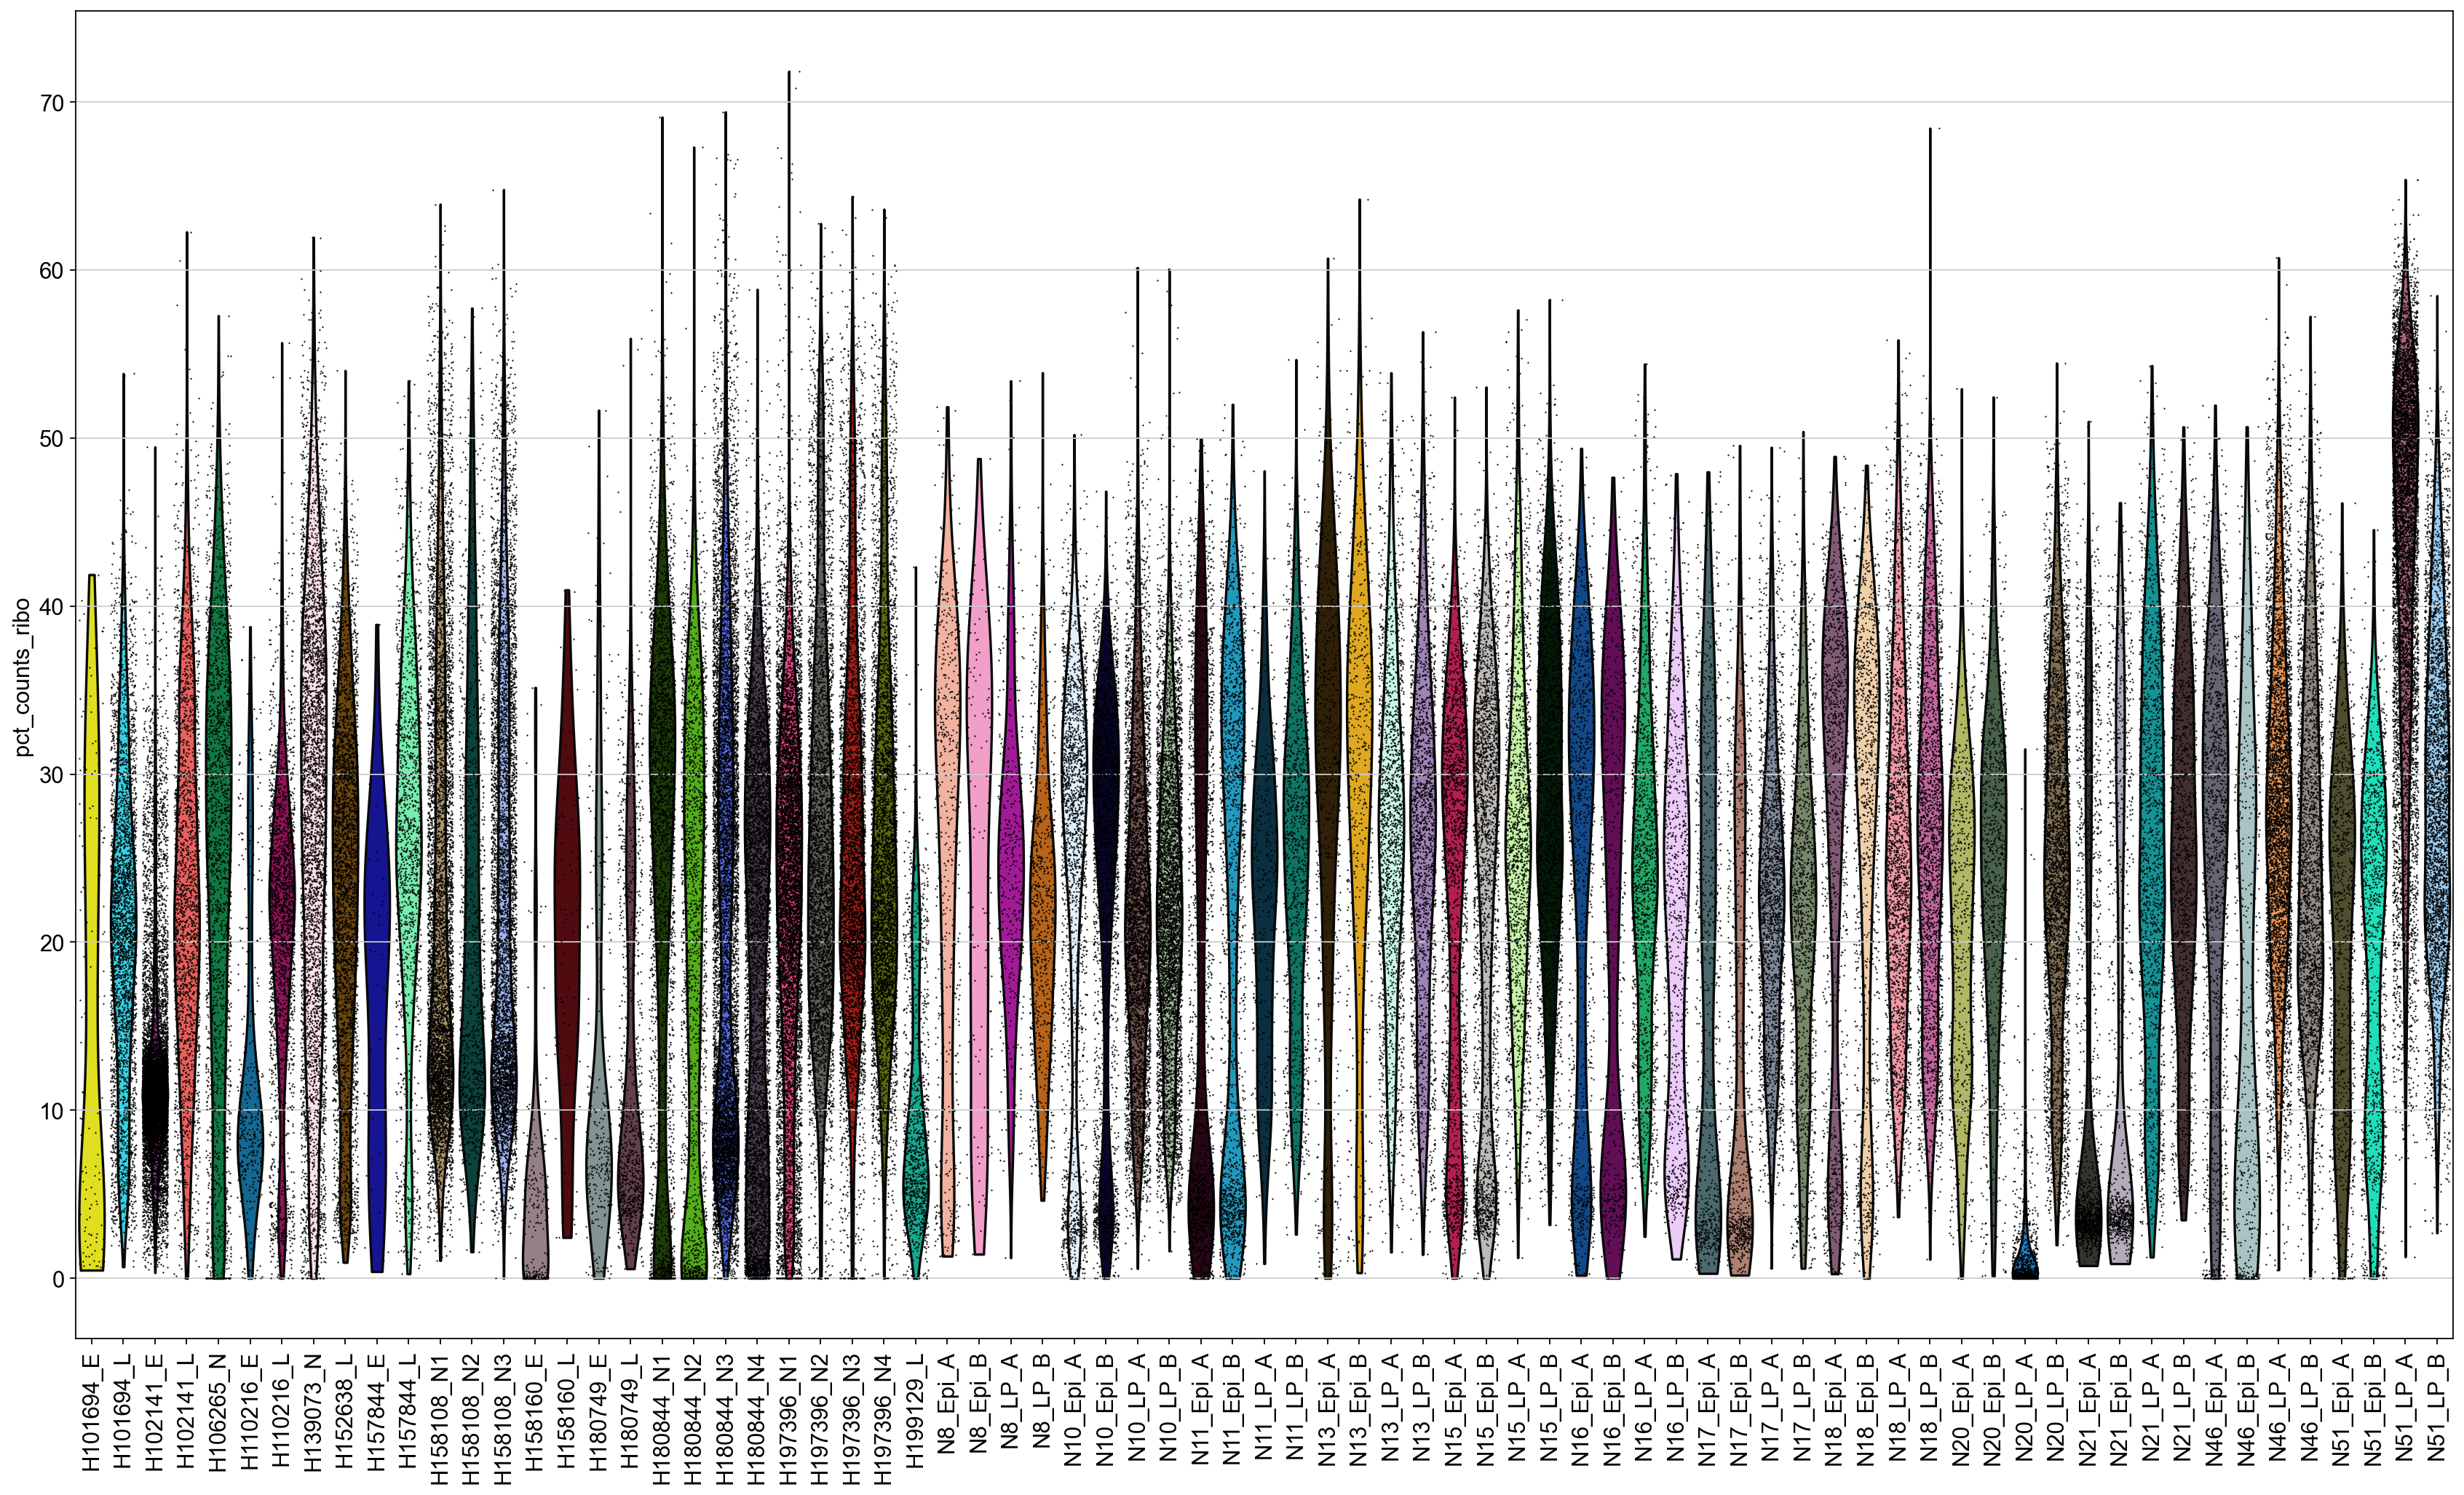 pct_counts_ribo
70
60
50
40
30
20
10
0
H101694_E
H101694_L
H102141_E
H102141_L
H106265_N
H110216_E
H110216_L
H139073_N
H152638_L
H157844_E
H157844_L
H158108_N1
H158108_N2
H158108_N3
H158160_E
H158160_L
H180749_E
H180749_L
H180844_N1
H180844_N2
H180844_N3
H180844_N4
H197396_N1
H197396_N2
H197396_N3
H197396_N4
H199129_L
N8_Epi_A
N8_Epi_B
N8_LP_A
N8_LP_B
N10_Epi_A
N10_Epi_B
N10_LP_A
N10_LP_B
N11_Epi_A
N11_Epi_B
N11_LP_A
N11_LP_B
N13_Epi_A
N13_Epi_B
N13_LP_A
N13_LP_B
N15_Epi_A
N15_Epi_B
N15_LP_A
N15_LP_B
N16_Epi_A
N16_Epi_B
N16_LP_A
N16_LP_B
N17_Epi_A
N17_Epi_B
N17_LP_A
N17_LP_B
N18_Epi_A
N18_Epi_B
N18_LP_A
N18_LP_B
N20_Epi_A
N20_Epi_B
N20_LP_A
N20_LP_B
N21_Epi_A
N21_Epi_B
N21_LP_A
N21_LP_B
N46_Epi_A
N46_Epi_B
N46_LP_A
N46_LP_B
N51_Epi_A
N51_Epi_B
N51_LP_A
N51_LP_B